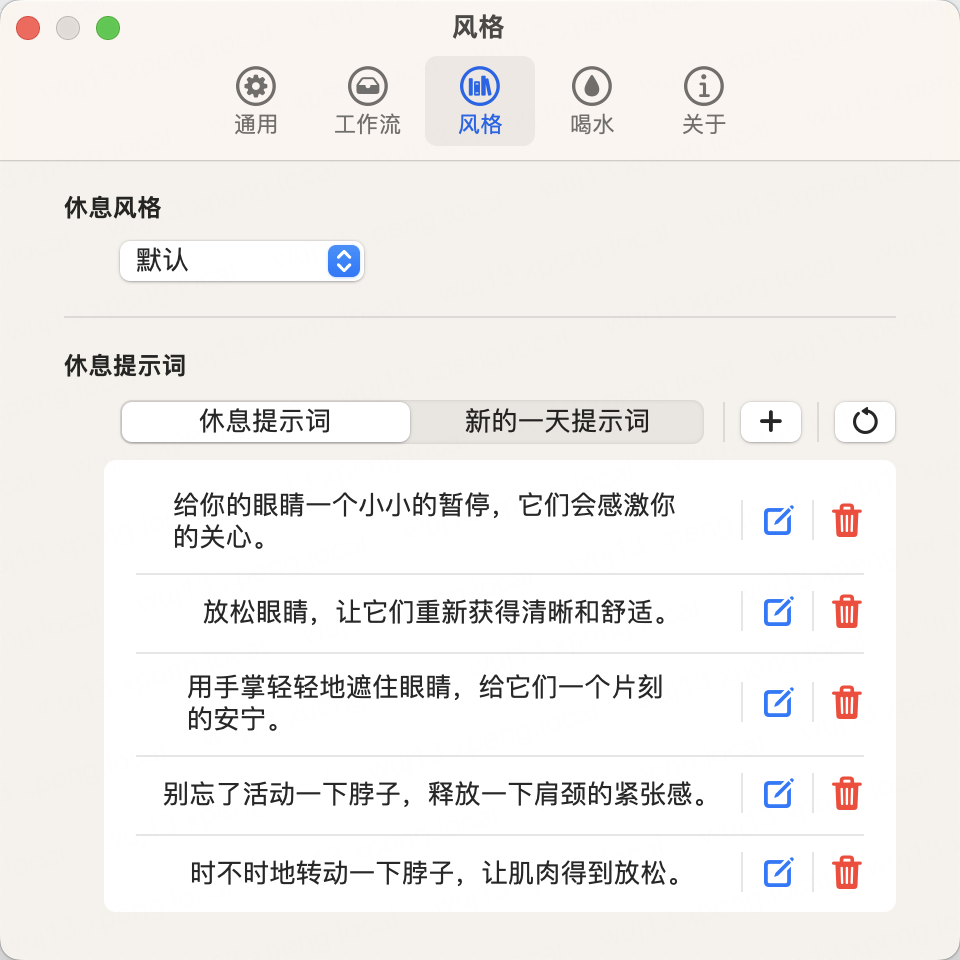 风格
通用
工作流
风格
喝水
关于
休息风格
默认
休息提示词
休息提示词
新的一天提示词
给你的眼睛一个小小的暂停，它们会感激你
的关心。
放松眼睛，让它们重新获得清晰和舒适。
用手掌轻轻地遮住眼睛，给它们一个片刻
的安宁。
别忘了活动一下脖子，释放一下肩颈的紧张感。
时不时地转动一下脖子，让肌肉得到放松。